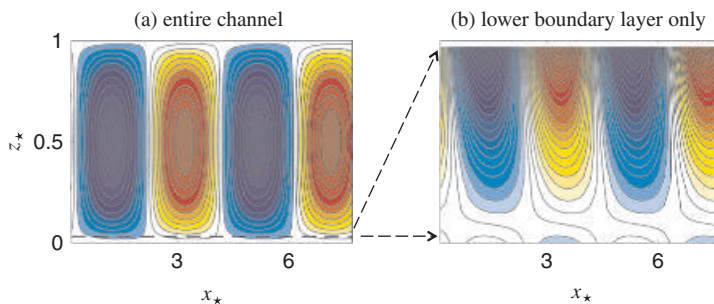 (a) entire channel
(b) lower boundary layer only
1
z⋆
0.5
0
3
6
3
6
x⋆
x⋆